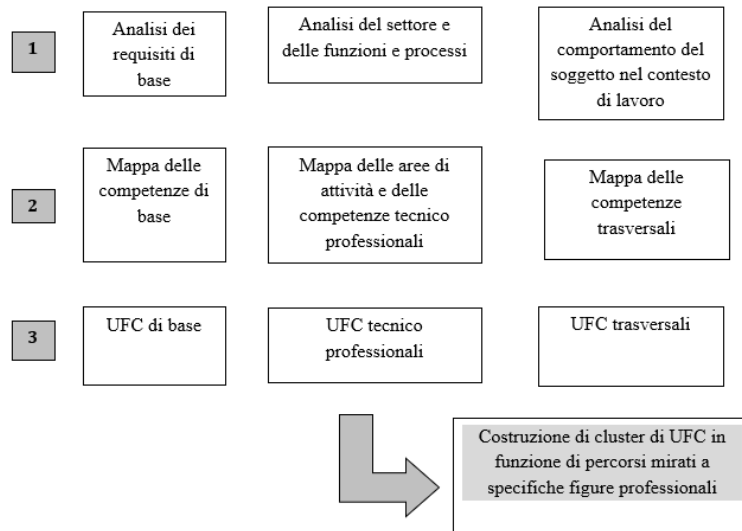 1
Analisi dei
requisiti di
base
Analisi del settore e
delle funzioni e processi
Analisi del
comportamento del
soggetto nel contesto
di lavoro
2
Mappa delle
competenze di
base
Mappa delle aree di
attività e delle
competenze tecnico
professionali
Mappa delle
competenze
trasversali
3
UFC di base
UFC tecnico
professionali
UFC trasversali
Costruzione di cluster di UFC in
funzione di percorsi mirati a
specifiche figure professionali